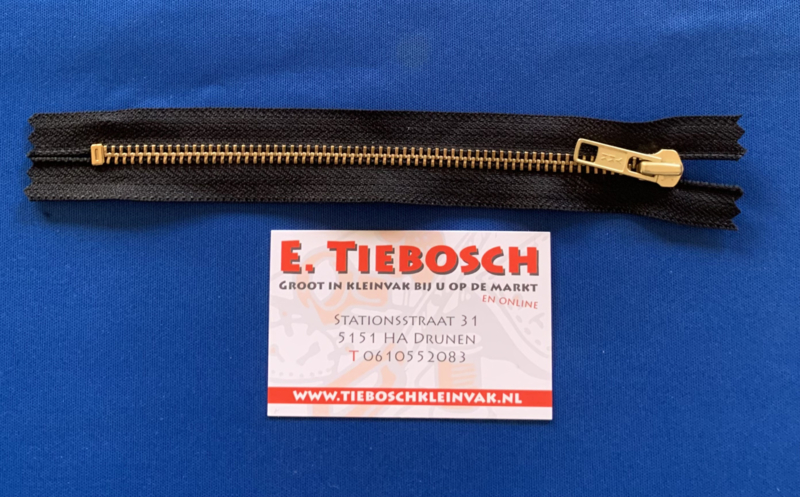 E. TIEBOSCH
GROOT IN KLEINVAK BIJ U OP DE MARKT
EN ONLINE
STATIONSSTRAAT 31
5151 HA DRUNEN
T 0610552083
WWW.TIEBOSCHKLEINVAK.NL